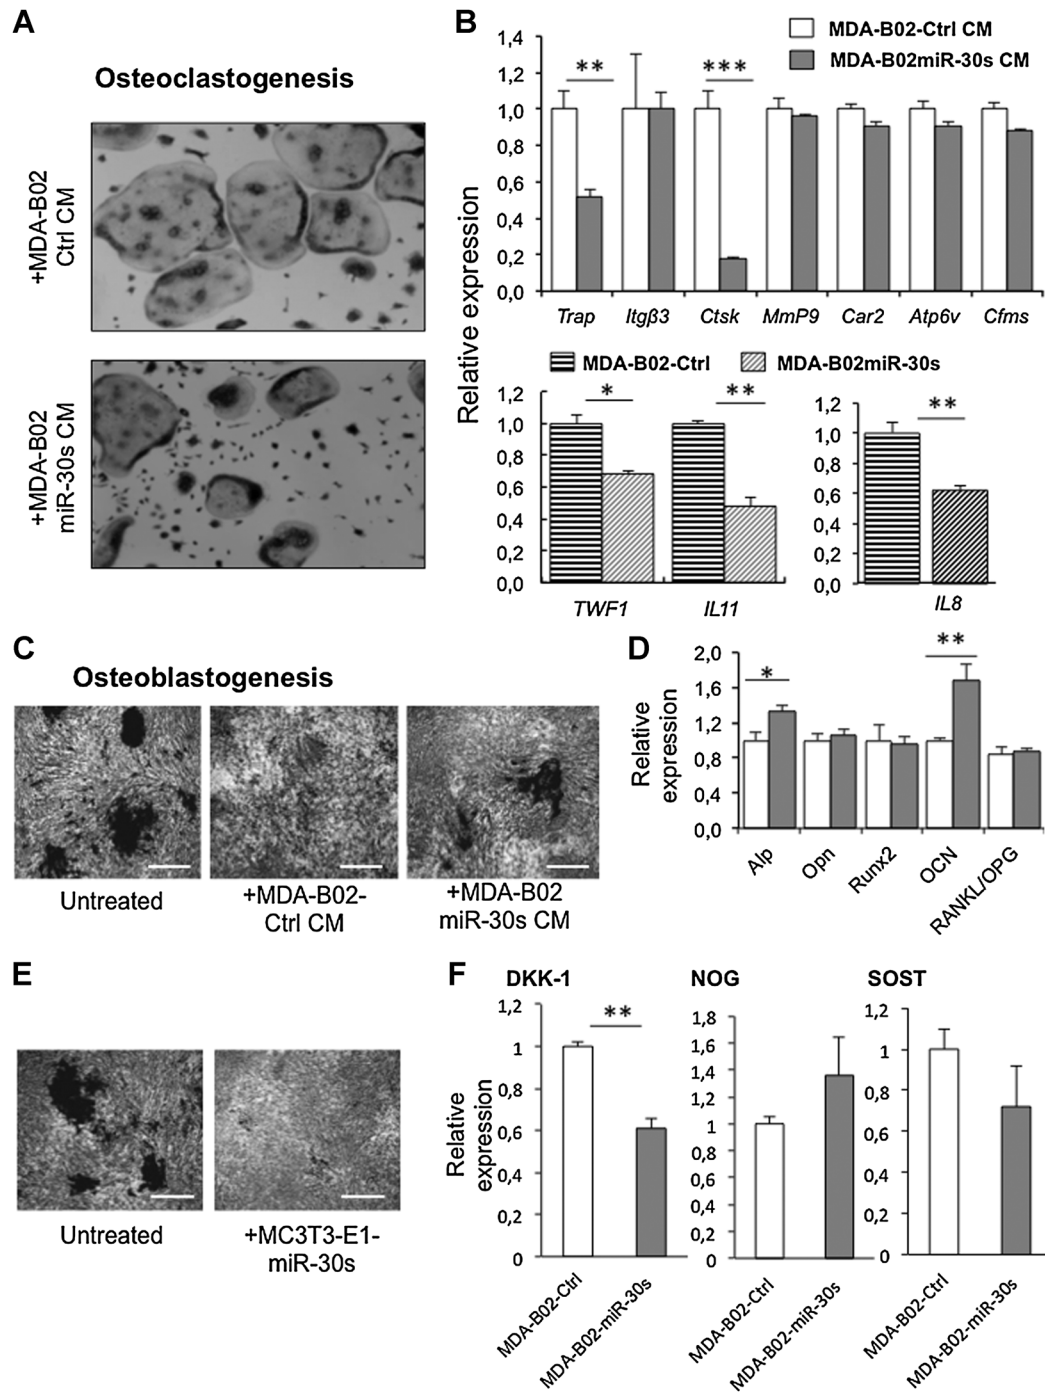 A
Osteoclastogenesis
+MDA-B02
Ctrl CM
+MDA-B02
miR-30s CM
B
MDA-B02-Ctrl CM
MDA-B02miR-30s CM
Relative expression
1,4
1,2
1,0
0,8
0,6
0,4
0,2
0,0
** ***
Trap Itgβ3 Ctsk MmP9 Car2 Atp6v Cfms
MDA-B02-Ctrl MDA-B02miR-30s
1,2
1,0
0,8
0,6
0,4
0,2
0,0
* **
TWF1 IL11
1,2
1,0
0,8
0,6
0,4
0,2
0,0
**
IL8
C
Osteoblastogenesis
Untreated
+MDA-B02-
Ctrl CM
+MDA-B02
miR-30s CM
D
Relative
expression
2,0
1,6
1,2
0,8
0,4
0,0
* **
Alp Opn Runx2 OCN RANKL/OPG
E
Untreated
+MC3T3-E1-
miR-30s
F
Relative
expression
DKK-1
1,2
1
0,8
0,6
0,4
0,2
0
**
MDA-B02-Ctrl
MDA-B02-miR-30s
NOG
1,8
1,6
1,4
1,2
1
0,8
0,6
0,4
0,2
0
MDA-B02-Ctrl
MDA-B02-miR-30s
SOST
1,2
1
0,8
0,6
0,4
0,2
0
MDA-B02-Ctrl
MDA-B02-miR-30s